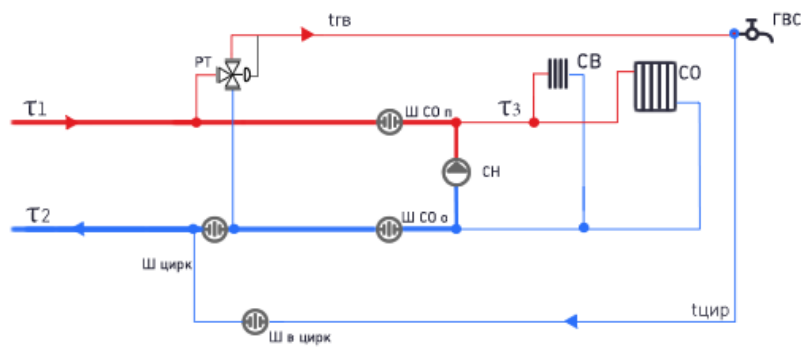 tгв
ГВС
РТ
СВ
СО
τ1
Ш СО п
τ3
СН
τ2
Ш СО о
Ш цирк
tцир
Ш в цирк